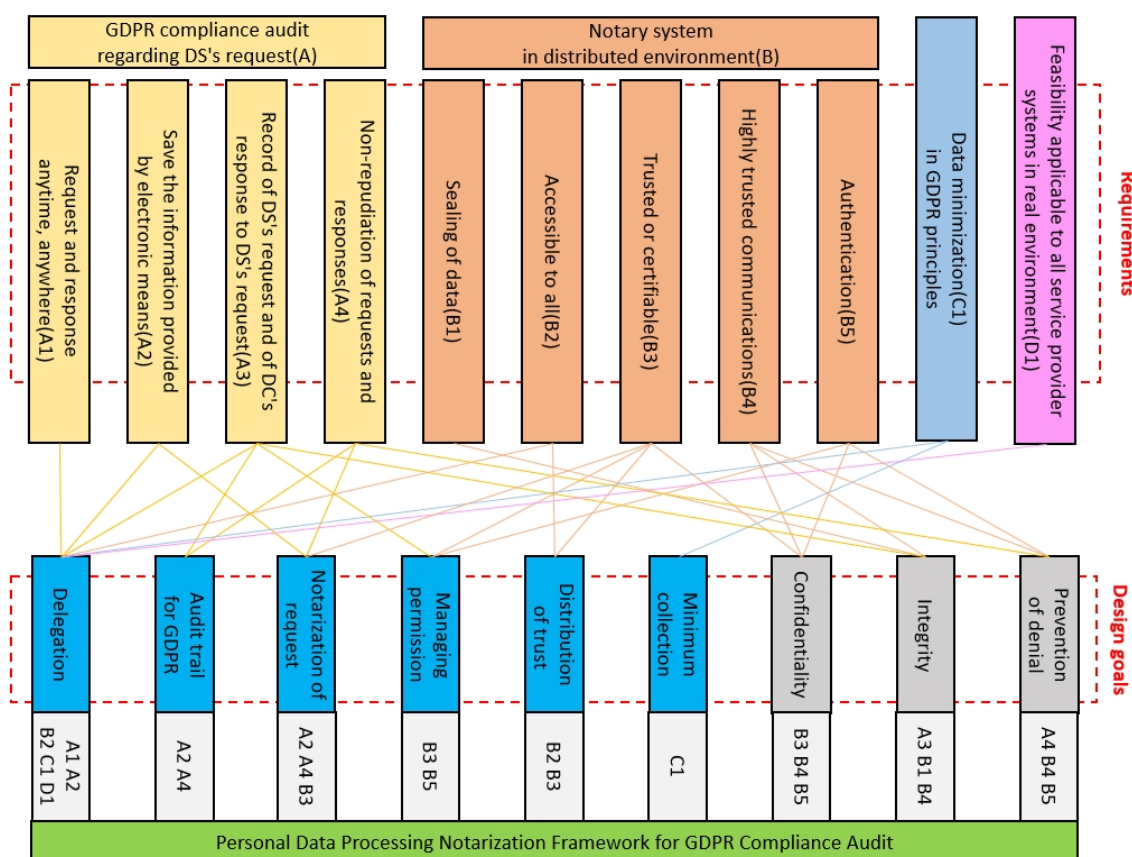 GDPR compliance audit
regarding DS's request(A)
Notary system
in distributed environment(B)
Request and response
anytime, anywhere(A1)
Save the information provided
by electronic means(A2)
Record of DS's request and of DC's
response to DS's request(A3)
Non-repudiation of requests and
responses(A4)
Sealing of data(B1)
Accessible to all(B2)
Trusted or certifiable(B3)
Highly trusted communications(B4)
Authentication(B5)
Data minimization(C1)
in GDPR principles
Feasibility applicable to all service provider
systems in real environment(D1)
Requirements
Delegation
Audit trail
for GDPR
Notarization of
request
Managing
permission
Distribution
of trust
Minimum
collection
Confidentiality
Integrity
Prevention
of denial
Design goals
A1 A2
B2 C1 D1
A2 A4
A2 A4 B3
B3 B5
B2 B3
C1
B3 B4 B5
A3 B1 B4
A4 B4 B5
Personal Data Processing Notarization Framework for GDPR Compliance Audit